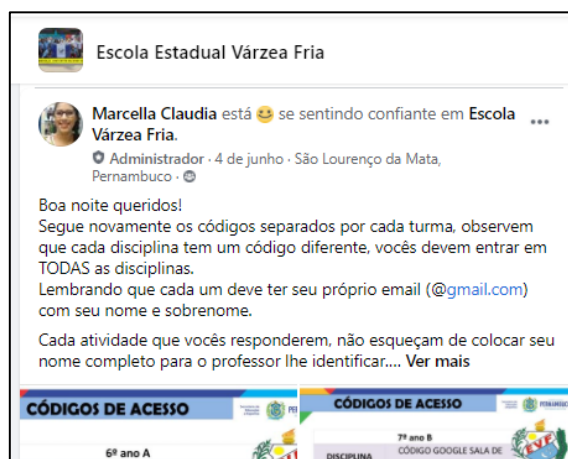 Escola Estadual Várzea Fria
Marcella Claudia está 😄 se sentindo confiante em Escola
Várzea Fria.
Administrador · 4 de junho · São Lourenço da Mata,
Pernambuco ·
Boa noite queridos!
Segue novamente os códigos separados por cada turma, observem
que cada disciplina tem um código diferente, vocês devem entrar em
TODAS as disciplinas.
Lembrando que cada um deve ter seu próprio email (@gmail.com)
com seu nome e sobrenome.
Cada atividade que vocês responderem, não esqueçam de colocar seu
nome completo para o professor lhe identificar.... Ver mais
CÓDIGOS DE ACESSO
6º ano A
CÓDIGOS DE ACESSO
7º ano B
DISCIPLINA
CÓDIGO GOOGLE SALA DE